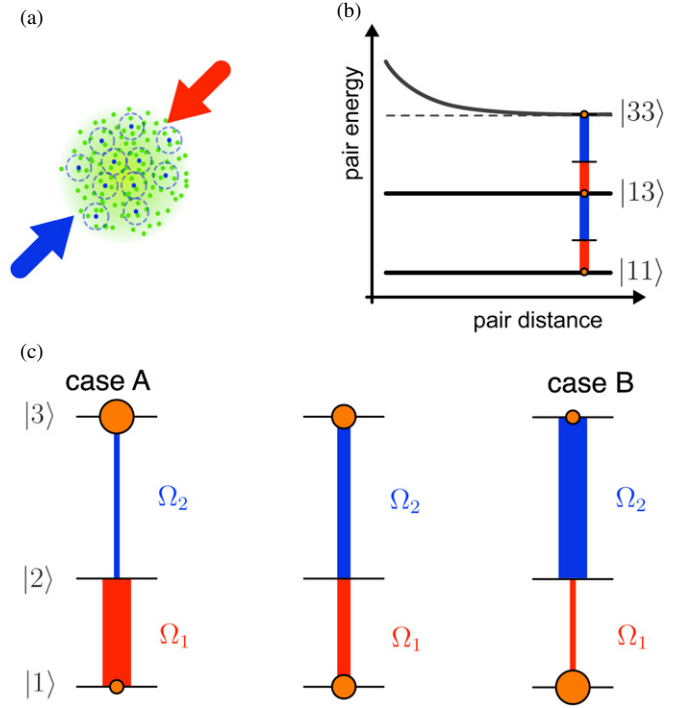 (a)
(b)
pair energy
|33⟩
|13⟩
|11⟩
pair distance
(c)
case A
case B
|3⟩
Ω₂
Ω₂
Ω₂
|2⟩
Ω₁
Ω₁
Ω₁
|1⟩